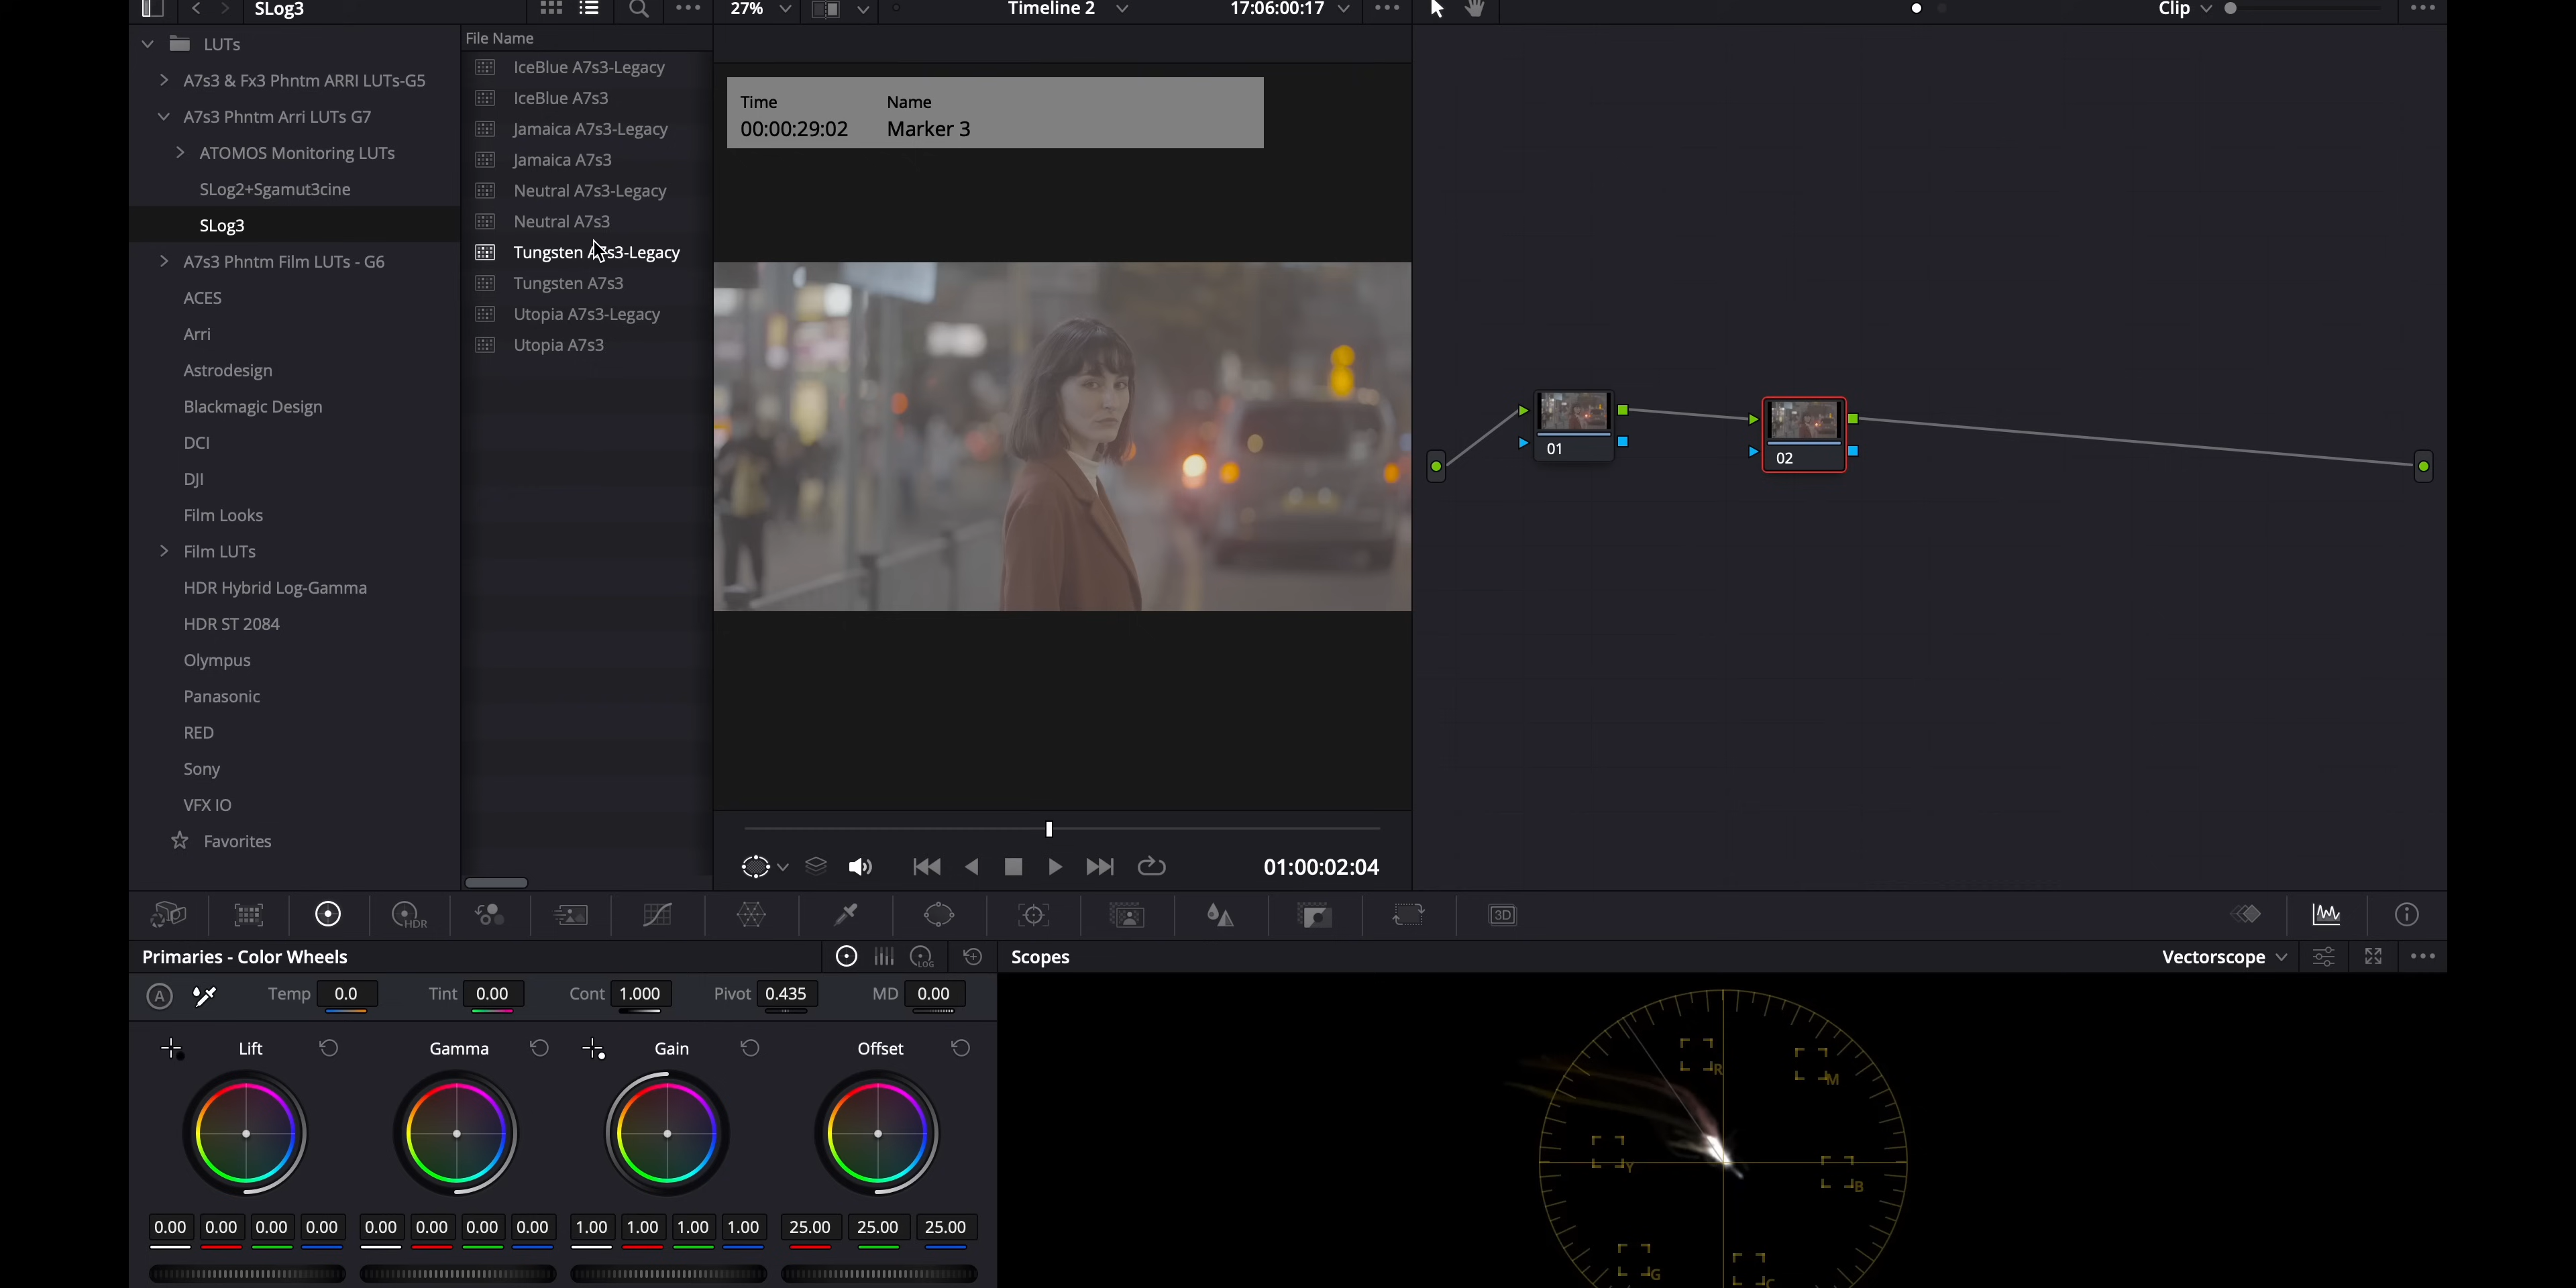 SLog3
27%
Timeline 2
17:06:00:17
Clip
LUTs
A7s3 & Fx3 Phntm ARRI LUTs-G5
A7s3 Phntm Arri LUTs G7
ATOMOS Monitoring LUTs
SLog2+Sgamut3cine
SLog3
A7s3 Phntm Film LUTs - G6
ACES
Arri
Astrodesign
Blackmagic Design
DCI
DJI
Film Looks
Film LUTs
HDR Hybrid Log-Gamma
HDR ST 2084
Olympus
Panasonic
RED
Sony
VFX IO
Favorites
File Name
IceBlue A7s3-Legacy
IceBlue A7s3
Jamaica A7s3-Legacy
Jamaica A7s3
Neutral A7s3-Legacy
Neutral A7s3
Tungsten A7s3-Legacy
Tungsten A7s3
Utopia A7s3-Legacy
Utopia A7s3
Time Name
00:00:29:02 Marker 3
01:00:02:04
01
02
HDR
3D
Primaries - Color Wheels
LOG
Scopes
Vectorscope
A
Temp 0.0 Tint 0.00 Cont 1.000 Pivot 0.435 MD 0.00
Lift Gamma Gain Offset
0.00 0.00 0.00 0.00 0.00 0.00 0.00 0.00 1.00 1.00 1.00 1.00 25.00 25.00 25.00
R
M
Y
B
G
C